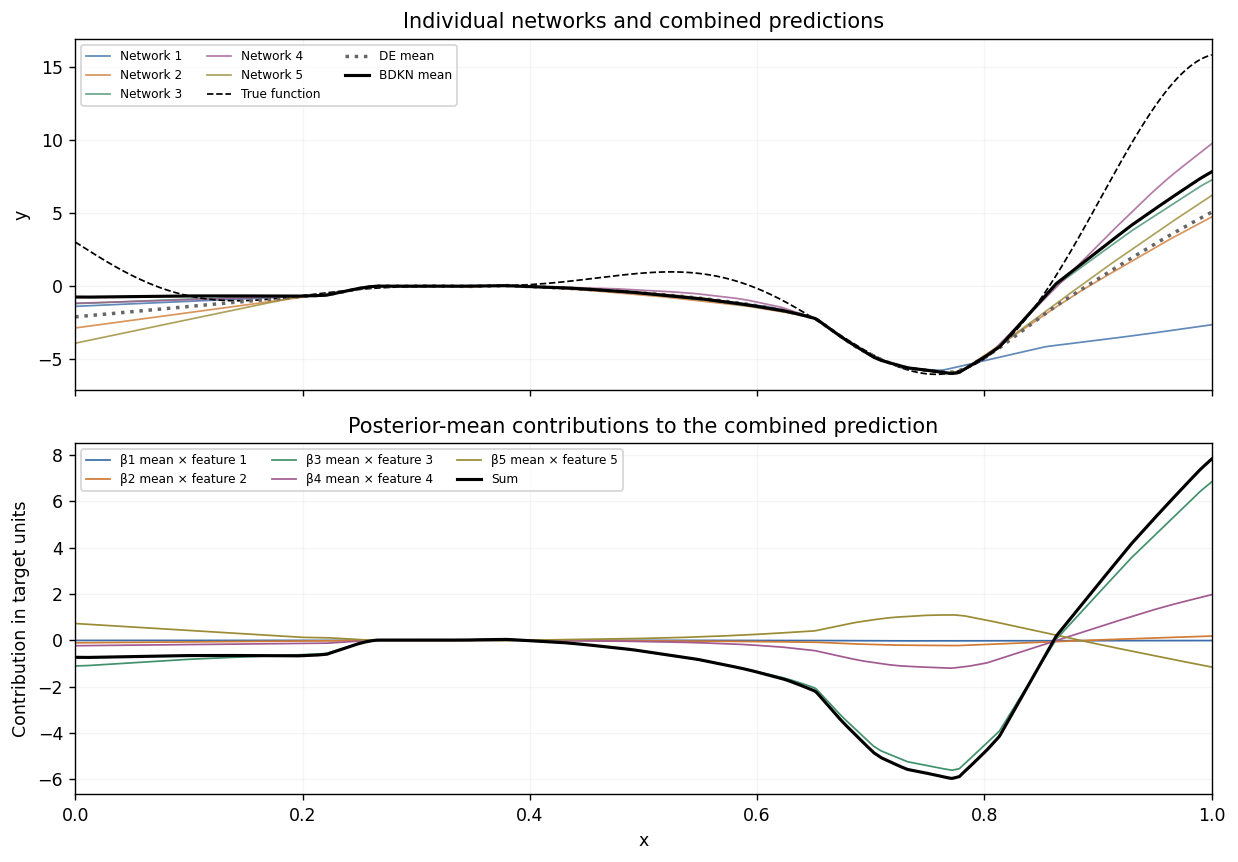 Individual networks and combined predictions
Network 1
Network 2
Network 3
Network 4
Network 5
True function
DE mean
BDKN mean
15
10
5
0
−5
y
Posterior-mean contributions to the combined prediction
β1 mean × feature 1
β2 mean × feature 2
β3 mean × feature 3
β4 mean × feature 4
β5 mean × feature 5
Sum
8
6
4
2
0
−2
−4
−6
Contribution in target units
0.0 0.2 0.4 0.6 0.8 1.0
x